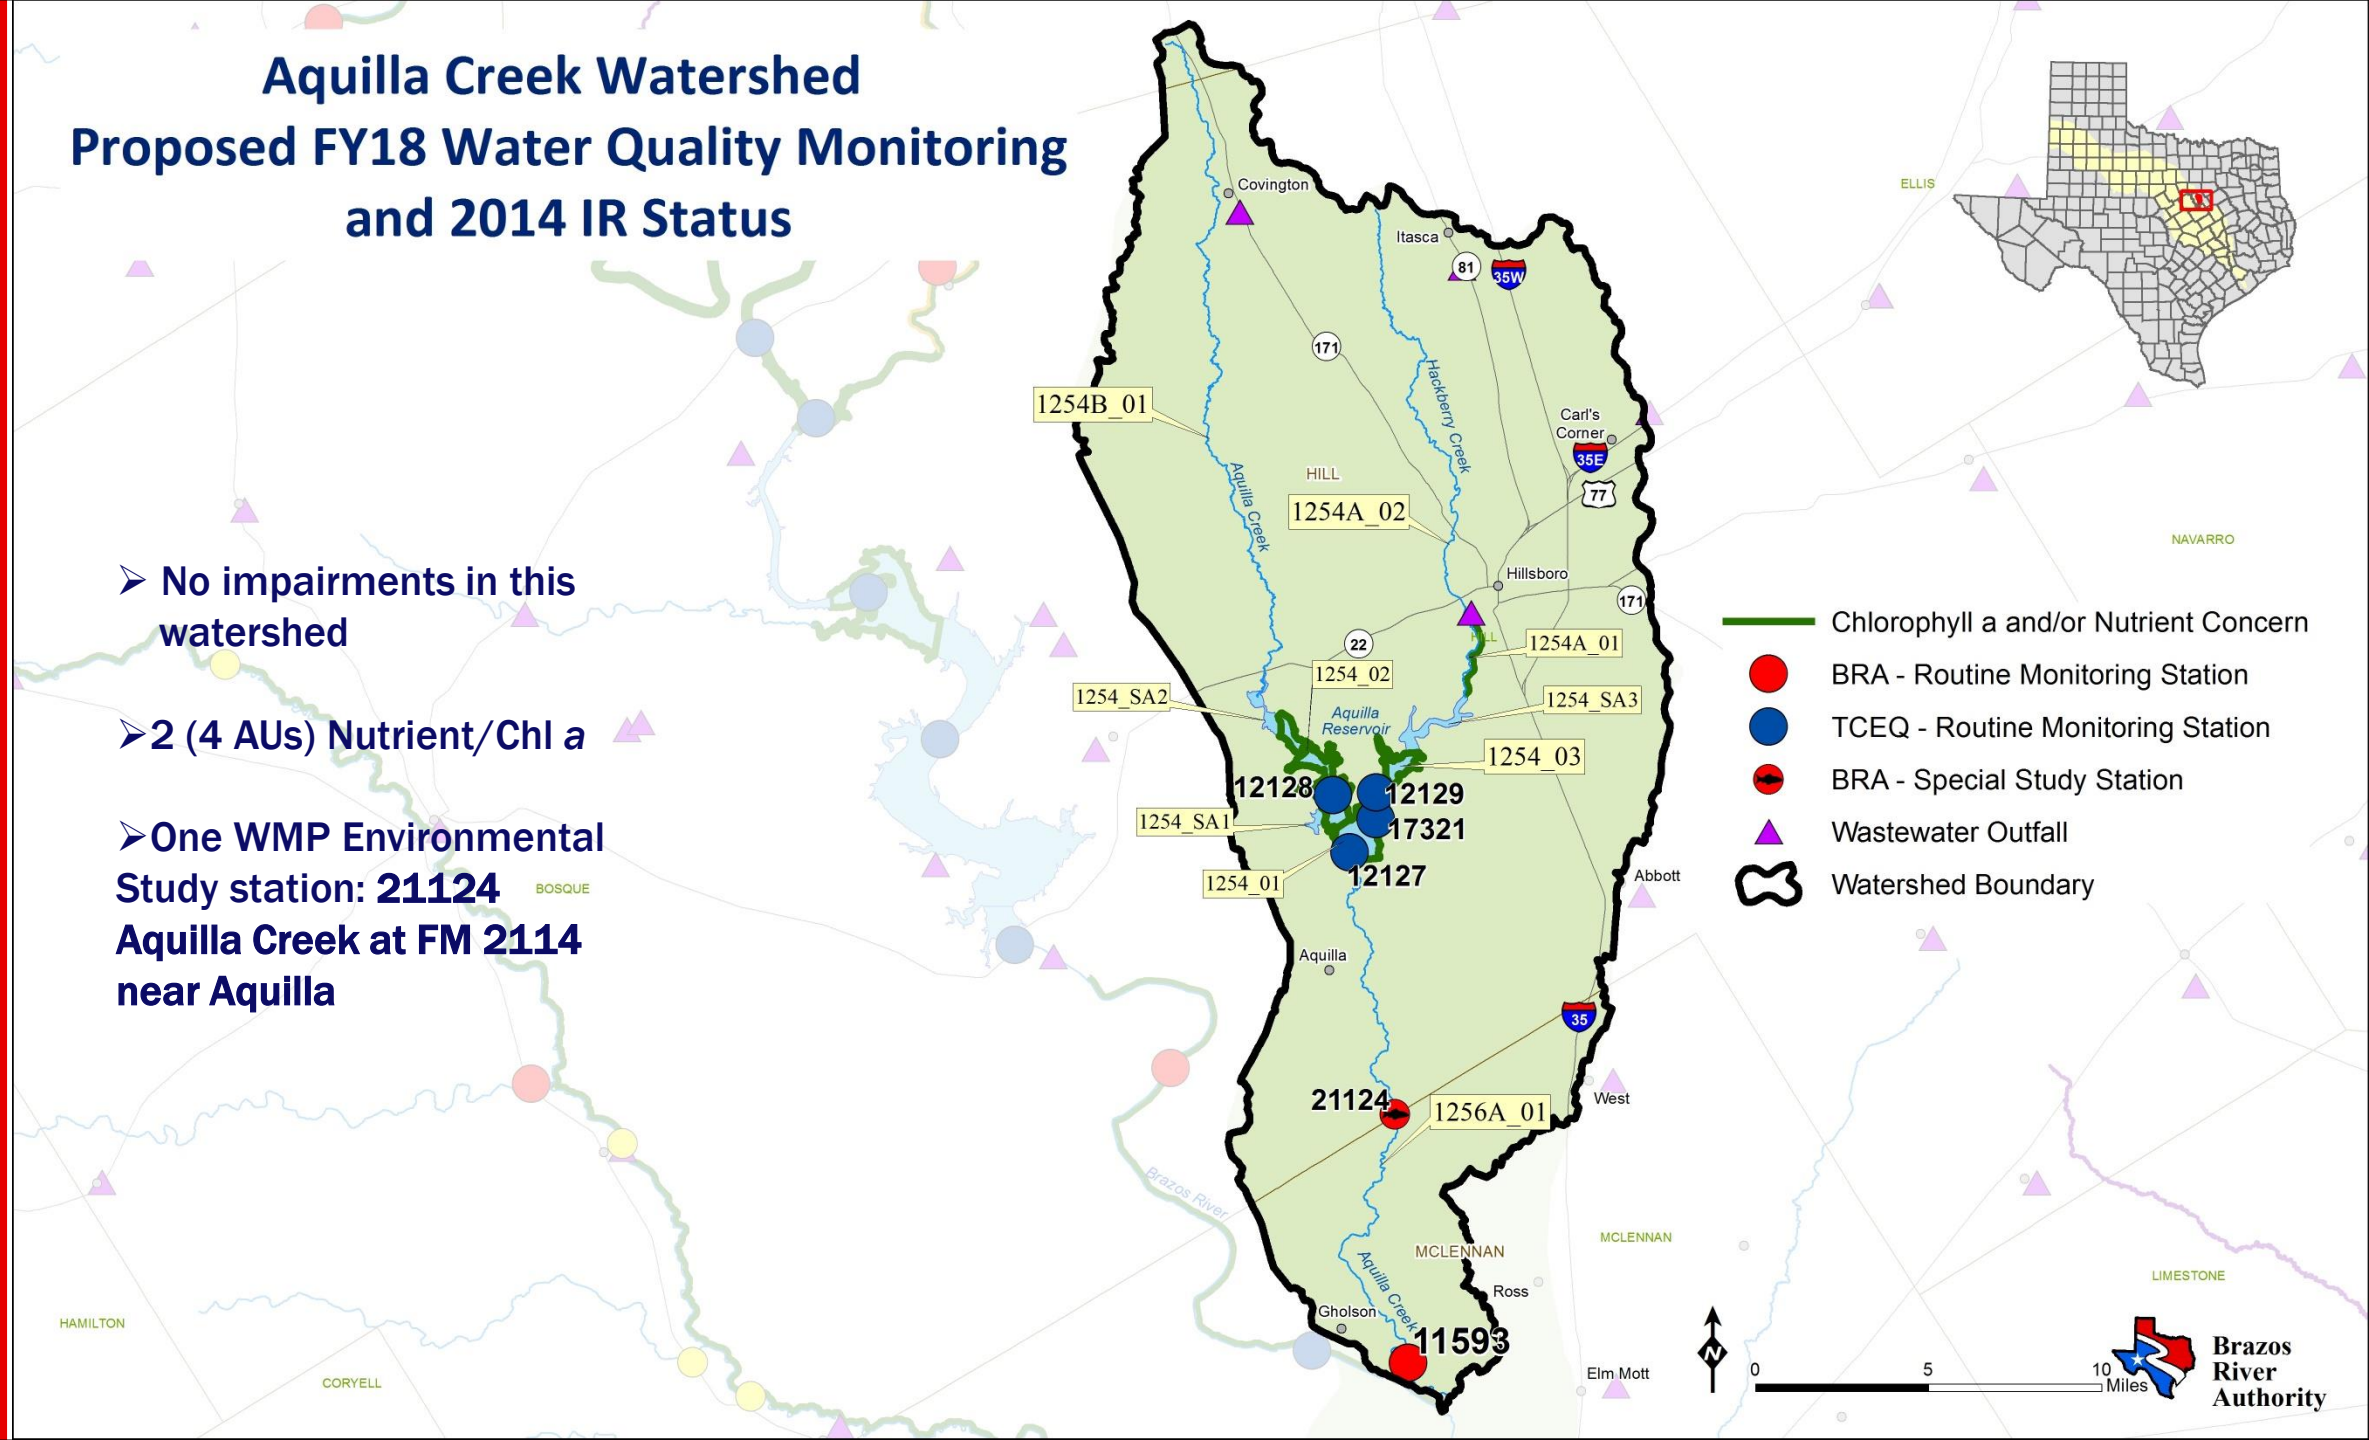 Aquilla Creek Watershed
Proposed FY18 Water Quality Monitoring
and 2014 IR Status
➢ No impairments in this
watershed
➢2 (4 AUs) Nutrient/Chl a
➢One WMP Environmental
Study station: 21124
Aquilla Creek at FM 2114
near Aquilla
Covington
Itasca
81
35W
171
1254B_01
Hackberry Creek
Carl's
Corner
35E
77
Aquilla Creek
HILL
1254A_02
Hillsboro
171
22
HILL
1254A_01
1254_02
1254_SA2
1254_SA3
Aquilla
Reservoir
1254_03
12128
12129
1254_SA1
17321
1254_01
12127
Abbott
Aquilla
35
21124
1256A_01
West
Brazos River
MCLENNAN
Aquilla Creek
Ross
Gholson
11593
Elm Mott
ELLIS
NAVARRO
BOSQUE
MCLENNAN
LIMESTONE
HAMILTON
CORYELL
Chlorophyll a and/or Nutrient Concern
BRA - Routine Monitoring Station
TCEQ - Routine Monitoring Station
BRA - Special Study Station
Wastewater Outfall
Watershed Boundary
N
0 5 10
Miles
Brazos
River
Authority